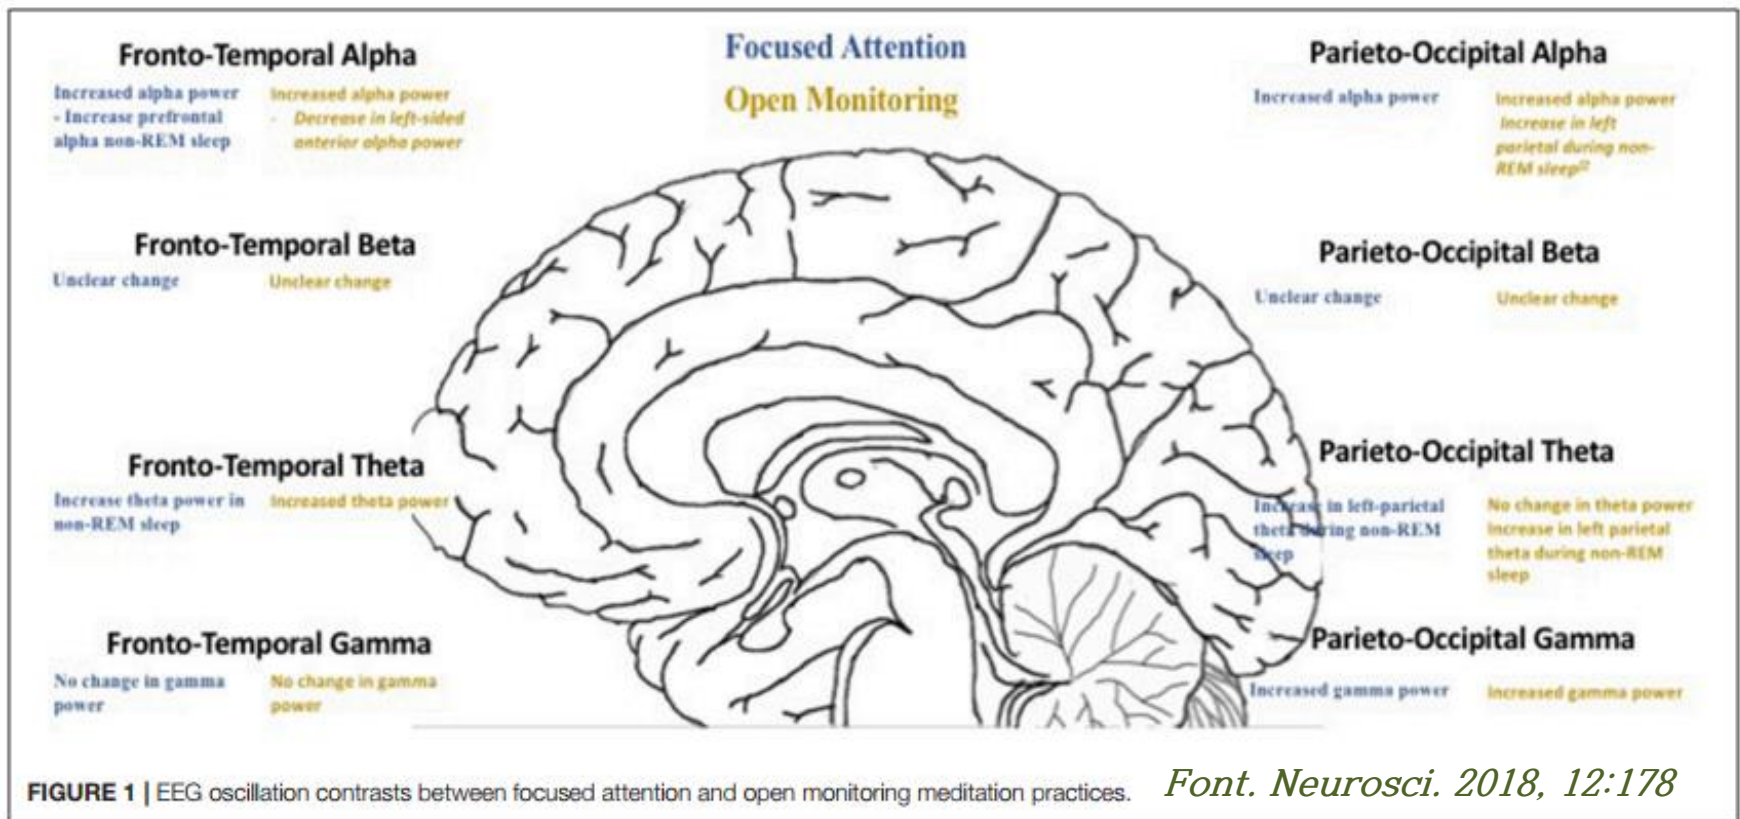 Focused Attention
Open Monitoring
Fronto-Temporal Alpha
Increased alpha power
- Increase prefrontal
alpha non-REM sleep
Increased alpha power
- Decrease in left-sided
anterior alpha power
Fronto-Temporal Beta
Unclear change
Unclear change
Fronto-Temporal Theta
Increase theta power in
non-REM sleep
Increased theta power
Fronto-Temporal Gamma
No change in gamma
power
No change in gamma
power
Parieto-Occipital Alpha
Increased alpha power
Increased alpha power
Increase in left
parietal during non-
REM sleep
Parieto-Occipital Beta
Unclear change
Unclear change
Parieto-Occipital Theta
Increase in left-parietal
theta during non-REM
sleep
No change in theta power
Increase in left parietal
theta during non-REM
sleep
Parieto-Occipital Gamma
Increased gamma power
Increased gamma power
FIGURE 1 | EEG oscillation contrasts between focused attention and open monitoring meditation practices.
Font. Neurosci. 2018, 12:178